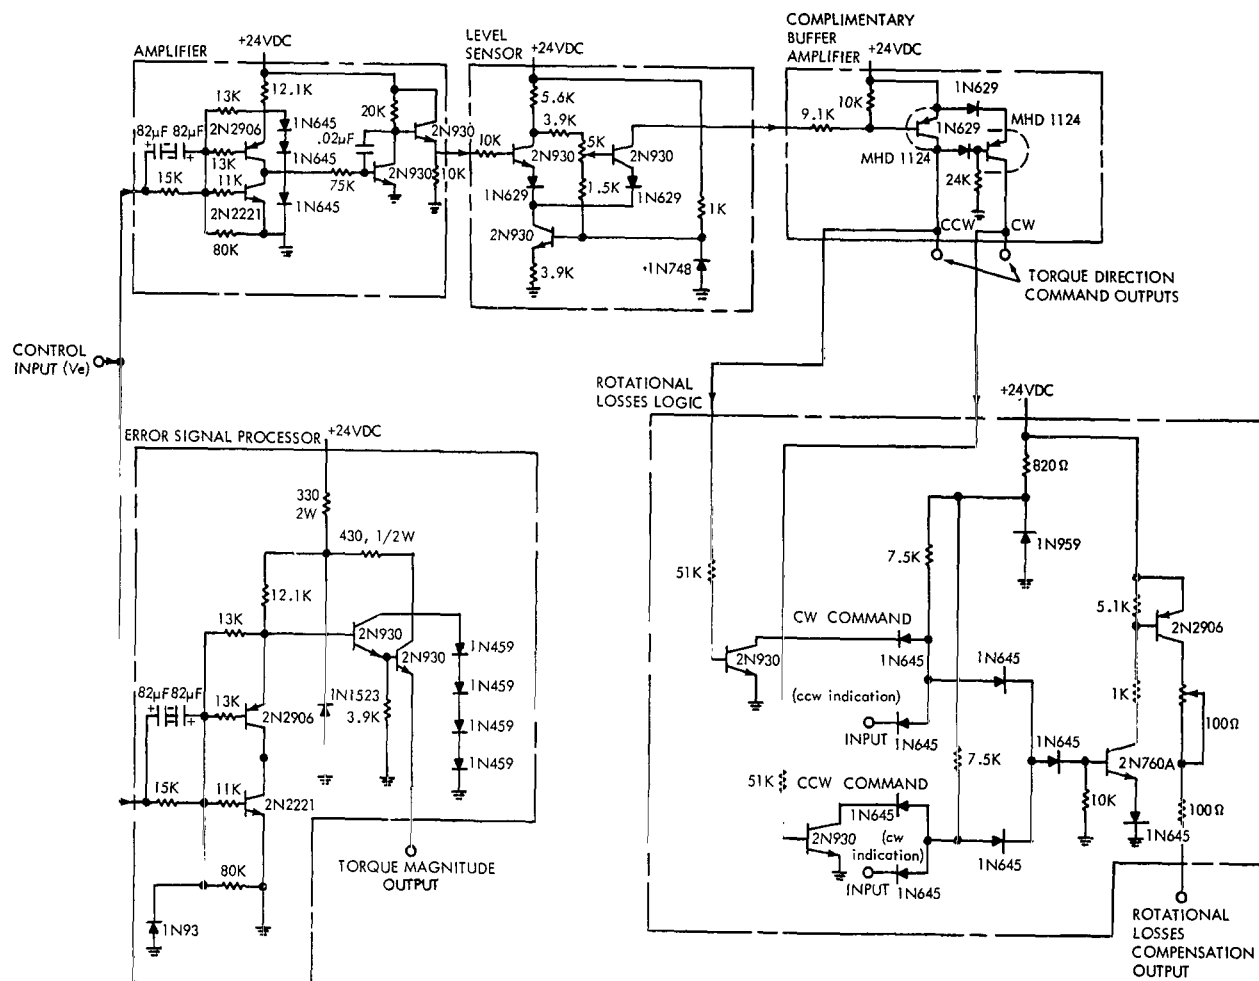 AMPLIFIER
+24VDC
12.1K
13K
82µF 82µF
2N2906
1N645
13K
1N645
15K
11K
2N2221
1N645
80K
20K
.02µF
2N930
75K
2N930
10K
LEVEL
SENSOR
+24VDC
5.6K
3.9K
10K
5K
2N930
2N930
1N629
1.5K
1N629
1K
2N930
+1N748
3.9K
COMPLIMENTARY
BUFFER
AMPLIFIER
+24VDC
10K
1N629
9.1K
1N629
MHD 1124
MHD 1124
24K
CCW
CW
TORQUE DIRECTION
COMMAND OUTPUTS
CONTROL
INPUT (Ve)
ERROR SIGNAL PROCESSOR
+24VDC
330
2W
430, 1/2W
12.1K
13K
2N930
2N930
1N459
1N459
1N459
1N459
82µF 82µF
13K
2N2906
1N1523
3.9K
15K
11K
2N2221
80K
1N93
TORQUE MAGNITUDE
OUTPUT
ROTATIONAL
LOSSES LOGIC
+24VDC
820Ω
7.5K
1N959
51K
CW COMMAND
5.1K
2N2906
2N930
1N645
1N645
(ccw indication)
1K
100Ω
INPUT
1N645
7.5K
1N645
2N760A
51K
CCW COMMAND
10K
100Ω
1N645
2N930
(cw
indication)
1N645
1N645
INPUT
1N645
ROTATIONAL
LOSSES
COMPENSATION
OUTPUT